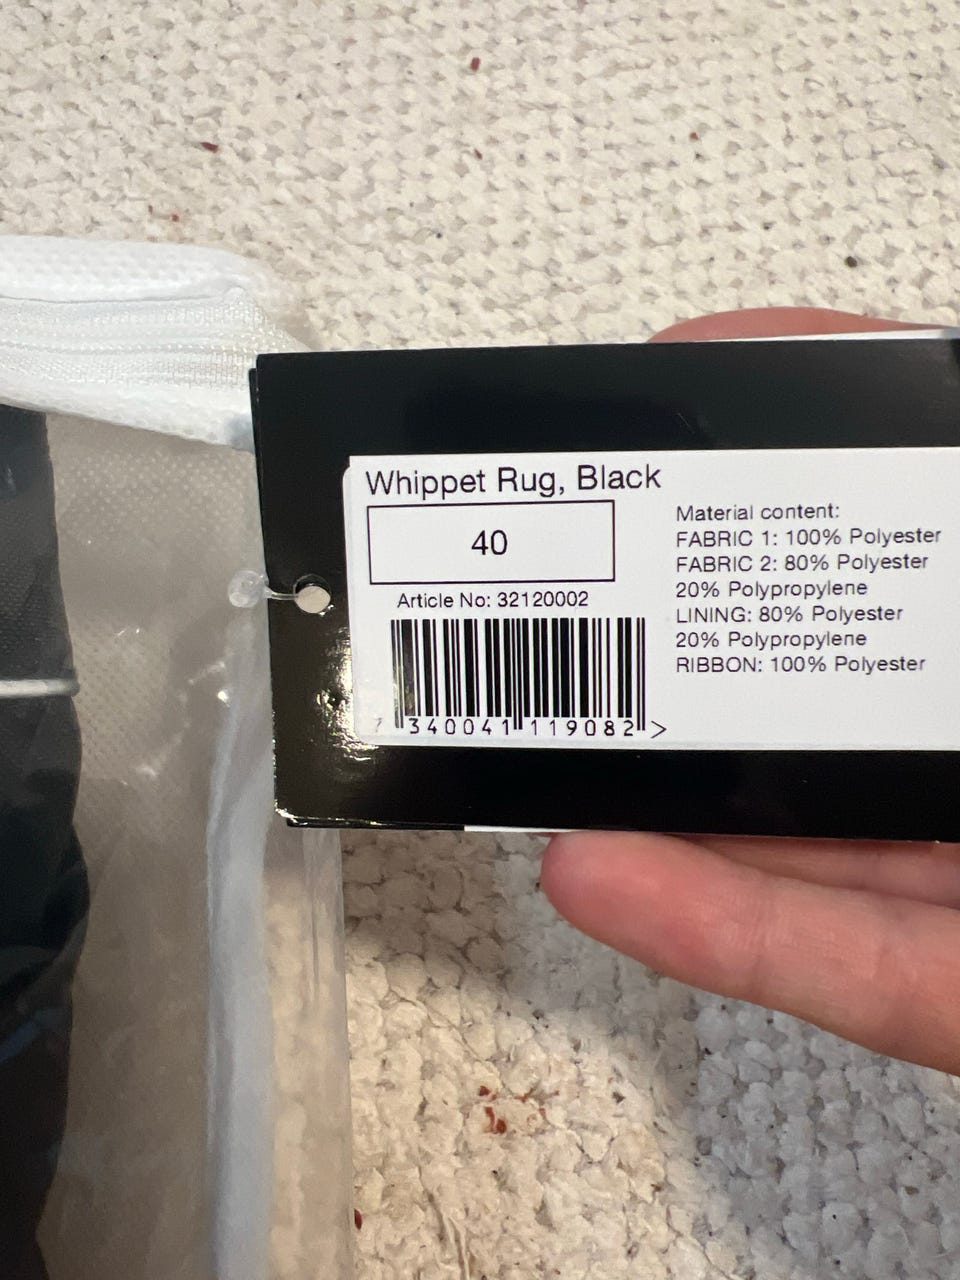 Whippet Rug, Black
40
Article No: 32120002
7 340041 119082 >
Material content:
FABRIC 1: 100% Polyester
FABRIC 2: 80% Polyester
20% Polypropylene
LINING: 80% Polyester
20% Polypropylene
RIBBON: 100% Polyester